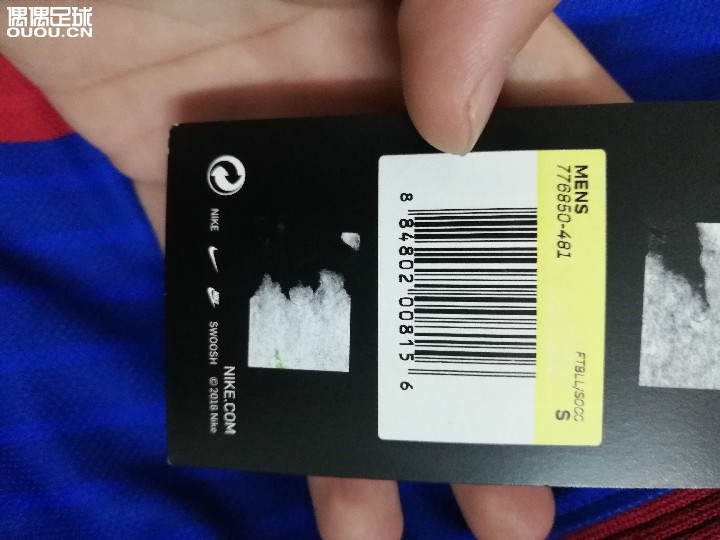 偶偶足球
OUOU.CN
MENS
776850-481
FTBLL/SOCC
S
8 84802 00815 6
NIKE
SWOOSH
NIKE.COM
© 2016 Nike